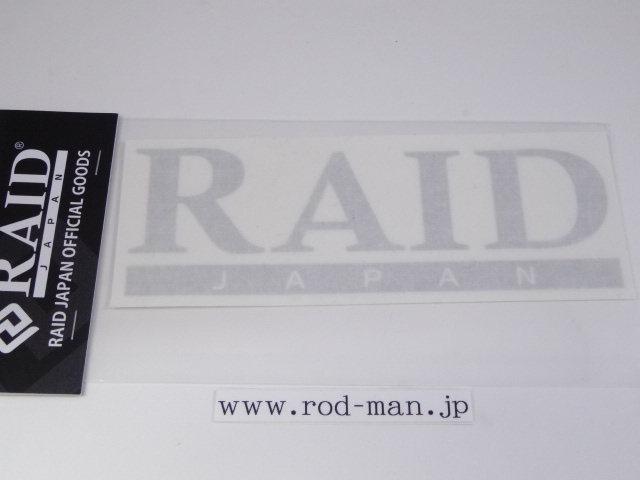 RAID®
JAPAN
RAID JAPAN OFFICIAL GOODS
RAID
JAPAN
www.rod-man.jp